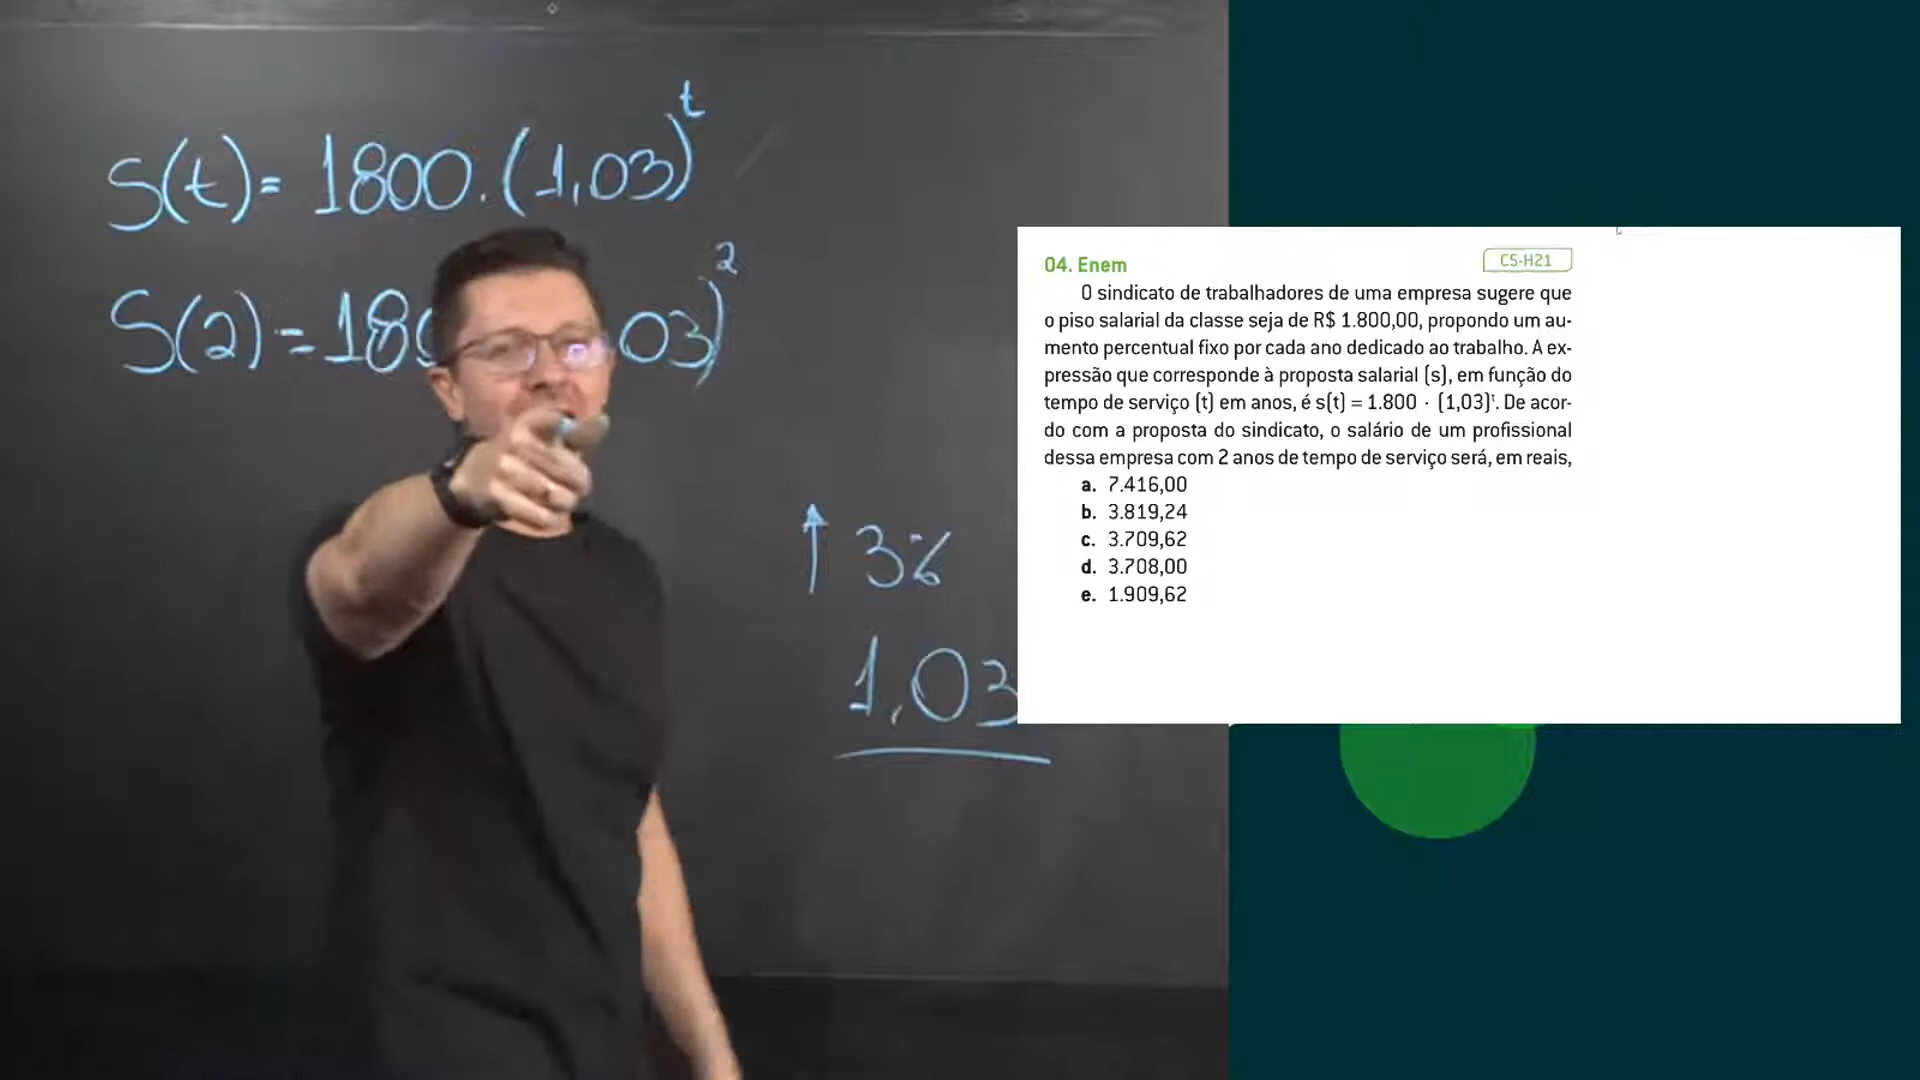 S(t) = 1800 . (1,03)^t
S(2) = 18 03)^2
↑ 3%
1,03
04. Enem
C5-H21
O sindicato de trabalhadores de uma empresa sugere que
o piso salarial da classe seja de R$ 1.800,00, propondo um au-
mento percentual fixo por cada ano dedicado ao trabalho. A ex-
pressão que corresponde à proposta salarial (s), em função do
tempo de serviço (t) em anos, é s(t) = 1.800 · (1,03)^t. De acor-
do com a proposta do sindicato, o salário de um profissional
dessa empresa com 2 anos de tempo de serviço será, em reais,
a. 7.416,00
b. 3.819,24
c. 3.709,62
d. 3.708,00
e. 1.909,62